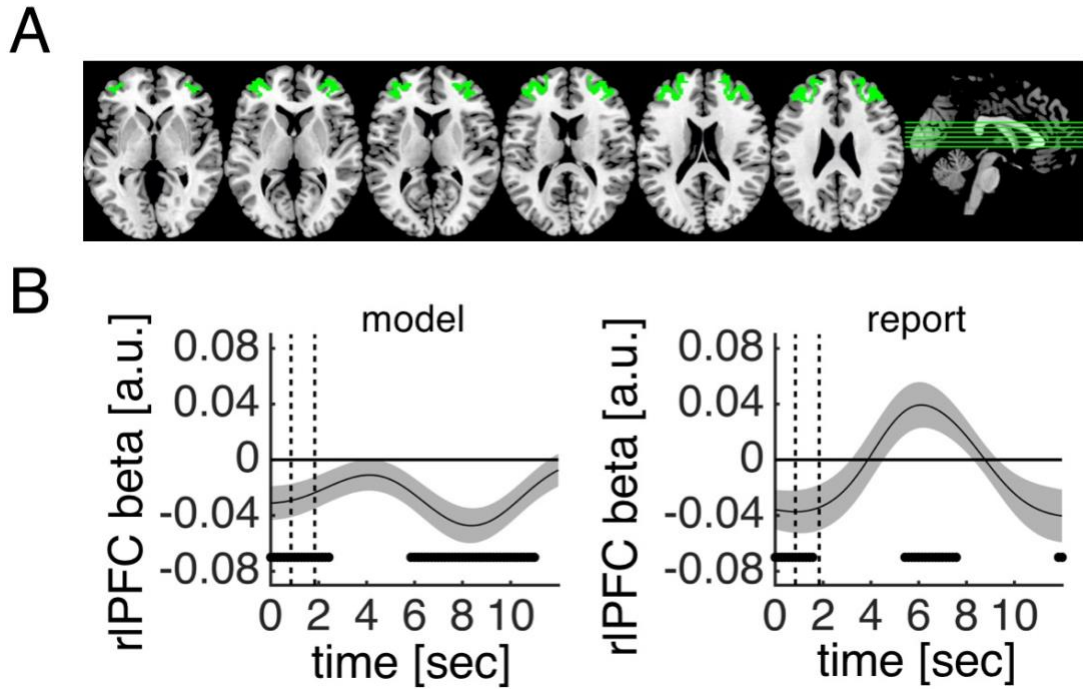 A
B
model
rlPFC beta [a.u.]
0.08
0.04
0
-0.04
-0.08
0 2 4 6 8 10
time [sec]
report
rlPFC beta [a.u.]
0.08
0.04
0
-0.04
-0.08
0 2 4 6 8 10
time [sec]